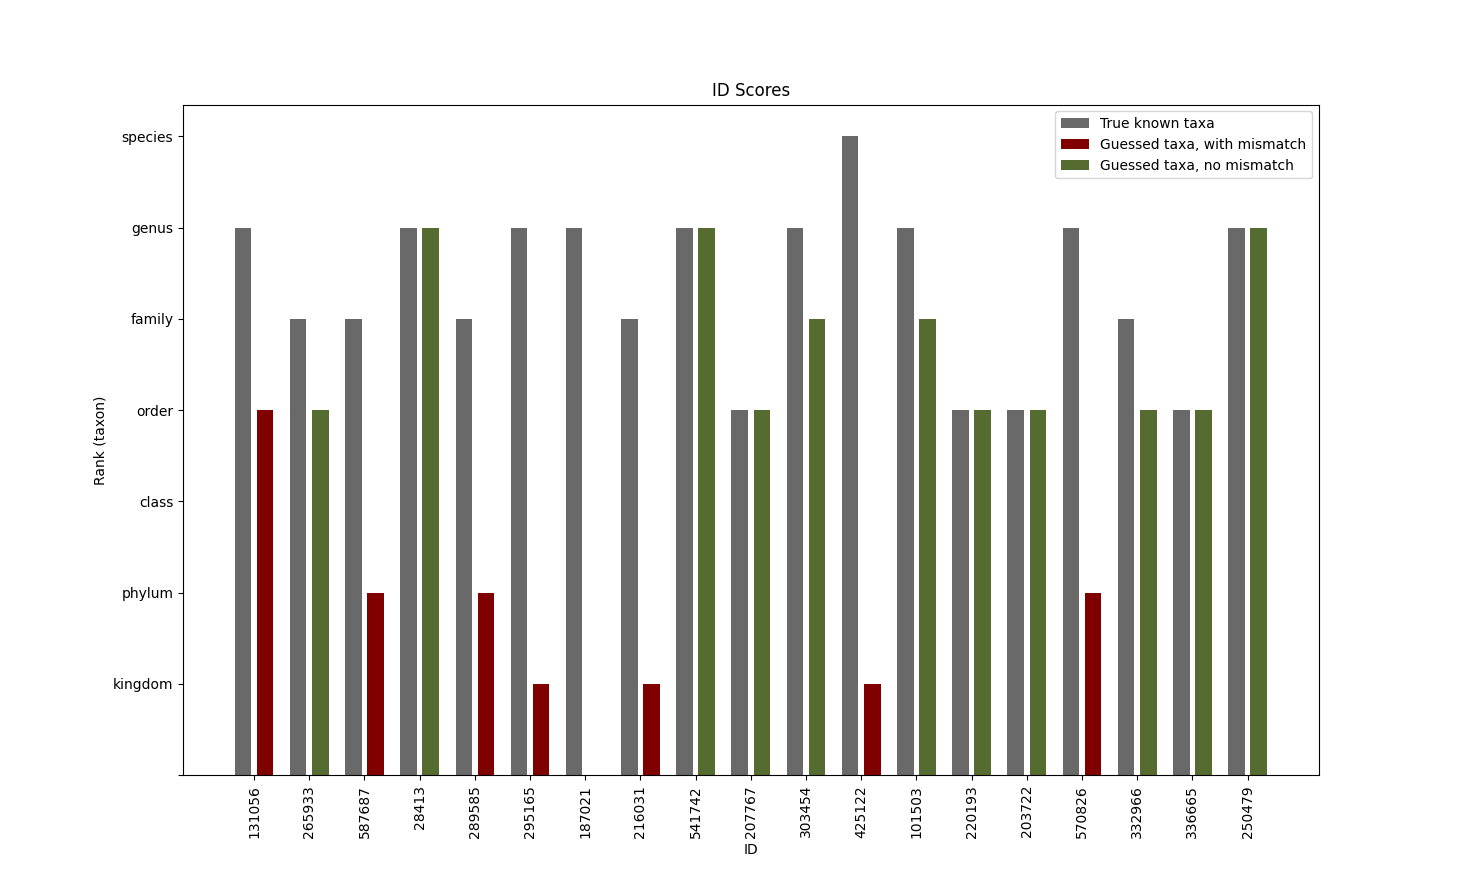 ID Scores
species
genus
family
order
class
phylum
kingdom
Rank (taxon)
True known taxa
Guessed taxa, with mismatch
Guessed taxa, no mismatch
131056
265933
587687
28413
289585
295165
187021
216031
541742
207767
303454
425122
101503
220193
203722
570826
332966
336665
250479
ID